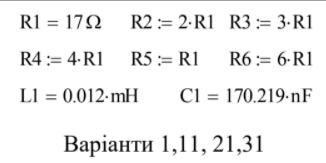 R1 = 17Ω R2 := 2·R1 R3 := 3·R1
R4 := 4·R1 R5 := R1 R6 := 6·R1
L1 := 0.012·mH C1 := 170.219·nF
Варіанти 1,11, 21,31